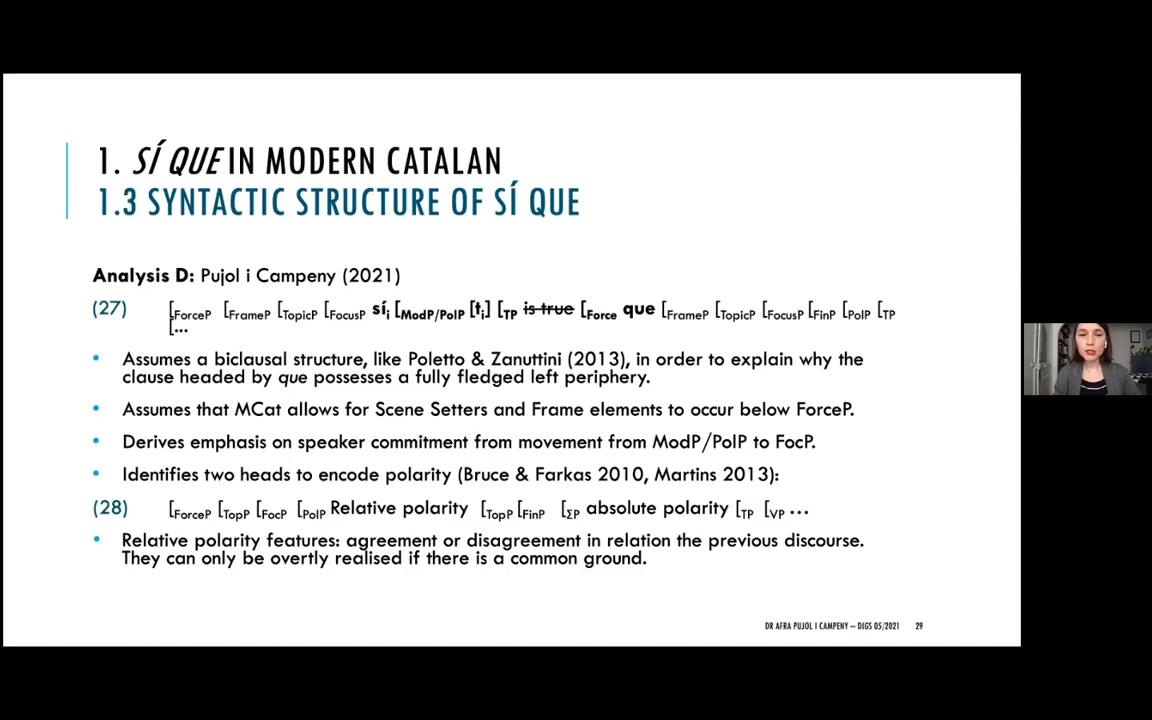 1. SÍ QUE IN MODERN CATALAN
1.3 SYNTACTIC STRUCTURE OF SÍ QUE
Analysis D: Pujol i Campeny (2021)
(27) [ForceP [FrameP [TopicP [FocusP síi [ModP/PolP [ti] [TP is true [Force que [FrameP [TopicP [FocusP [FinP [PolP [TP
[...
• Assumes a biclausal structure, like Poletto & Zanuttini (2013), in order to explain why the
clause headed by que possesses a fully fledged left periphery.
• Assumes that MCat allows for Scene Setters and Frame elements to occur below ForceP.
• Derives emphasis on speaker commitment from movement from ModP/PolP to FocP.
• Identifies two heads to encode polarity (Bruce & Farkas 2010, Martins 2013):
(28) [ForceP [TopP [FocP [PolP Relative polarity [TopP [FinP [ΣP absolute polarity [TP [VP ...
• Relative polarity features: agreement or disagreement in relation the previous discourse.
They can only be overtly realised if there is a common ground.
DR AFRA PUJOL I CAMPENY – DIGS 05/2021 29